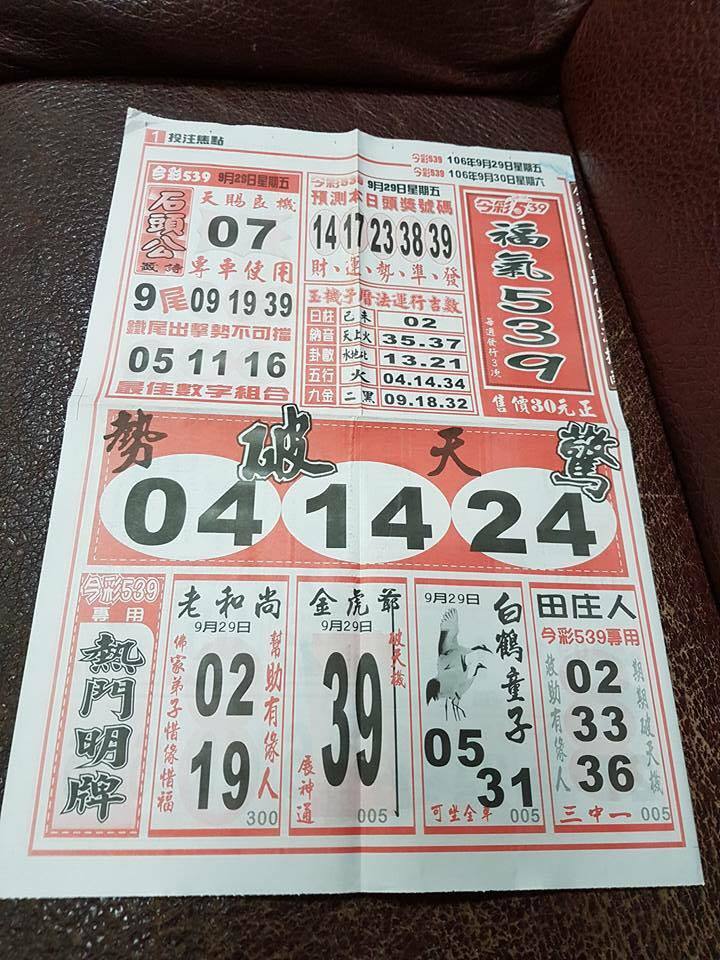 1 投注焦點
今彩539 106年9月29日星期五
今彩539 106年9月30日星期六
今彩539 9月29日星期五
石頭公
天賜良機
07
專車使用
9尾 09 19 39
鐵尾出擊勢不可擋
05 11 16
最佳數字組合
今彩539 9月29日星期五
預測本日頭獎號碼
14 17 23 38 39
財、運、勢、準、發
玉機子曆法運行吉數
日柱 己未 02
納音 天上火 35.37
卦數 水地比 13.21
五行 火 04.14.34
九金 二黑 09.18.32
今彩539
福氣539
每週發行3次
售價30元正
勢破天驚
04 14 24
今彩539
專用
熱門明牌
老和尚
9月29日
幫助有緣人
02
19
佛家弟子惜緣惜福
300
金虎爺
9月29日
破天機
39
展神通
005
9月29日
白鶴童子
05
31
可坐全車
005
田庄人
今彩539專用
期期破天機
02
33
36
救助有緣人
三中一
005